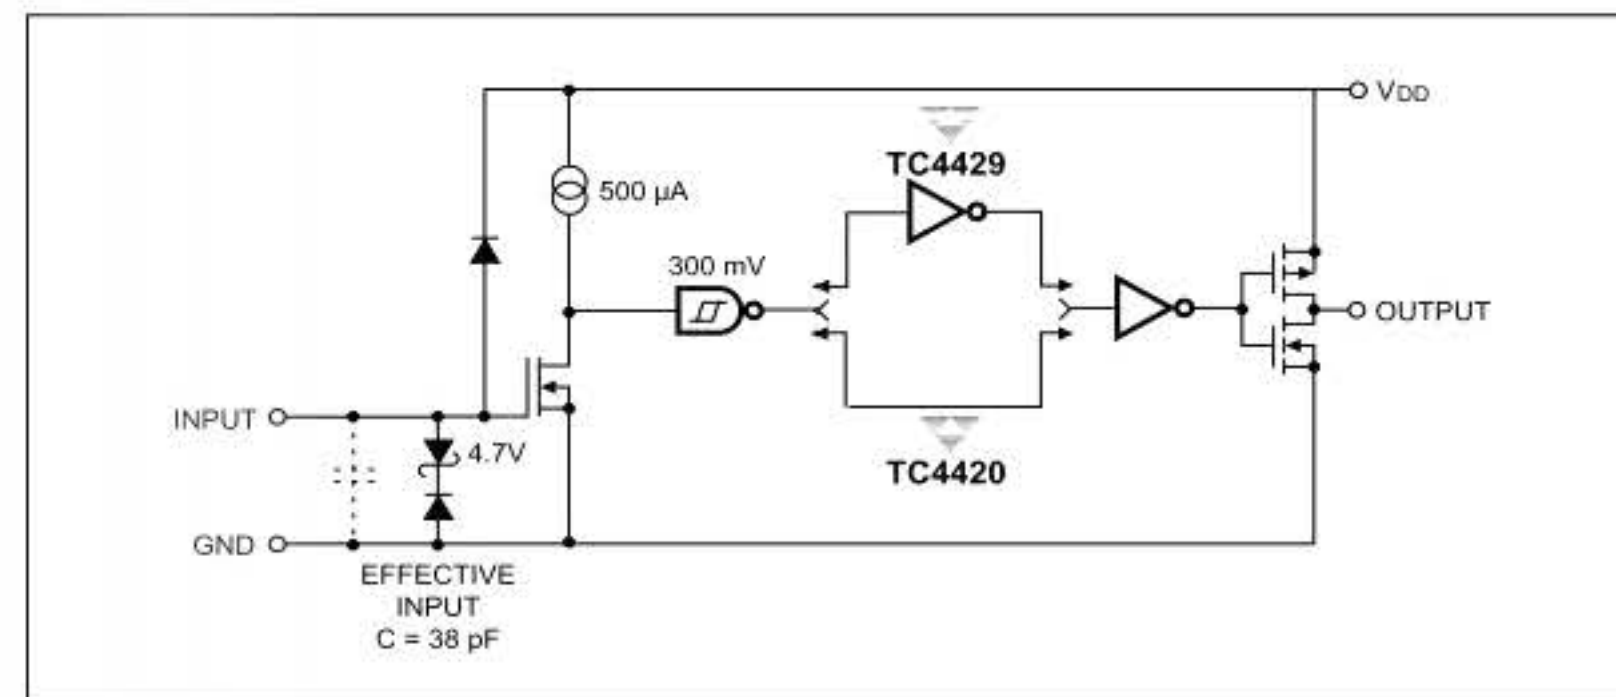 VDD
TC4429
500 µA
300 mV
OUTPUT
INPUT
4.7V
TC4420
GND
EFFECTIVE
INPUT
C = 38 pF